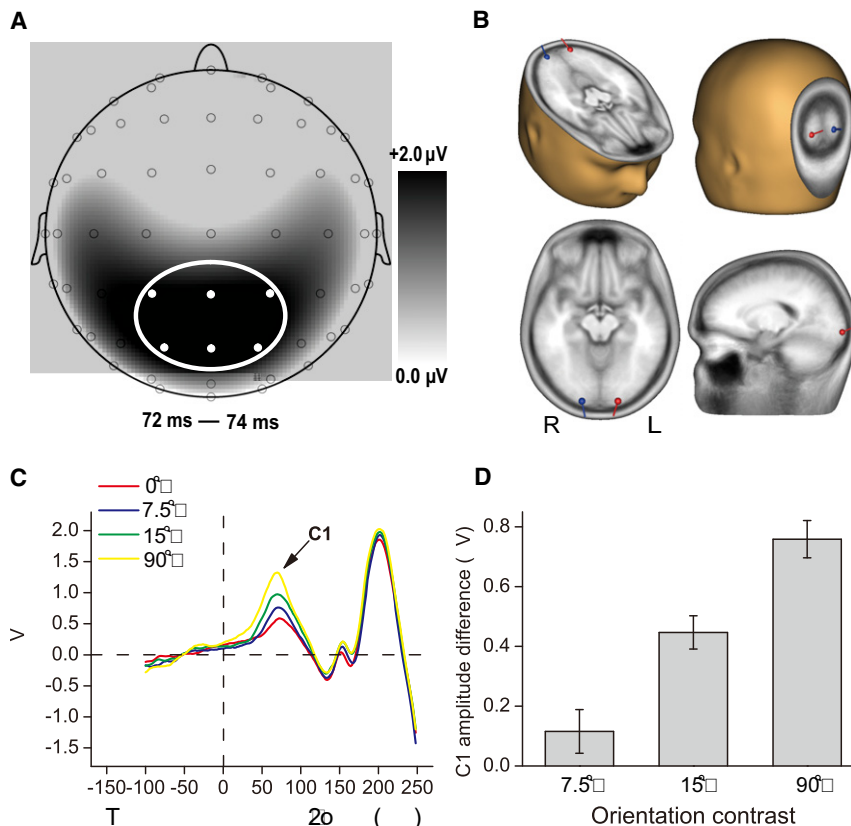 A
+2.0 µV
0.0 µV
72 ms — 74 ms
B
R L
C
0°□
7.5°□
15°□
90°□
C1
V
2.0
1.5
1.0
0.5
0.0
-0.5
-1.0
-1.5
-150 -100 -50 0 50 100 150 200 250
T ( )
D
C1 amplitude difference ( V)
0.8
0.6
0.4
0.2
0.0
7.5°□ 15°□ 90°□
Orientation contrast